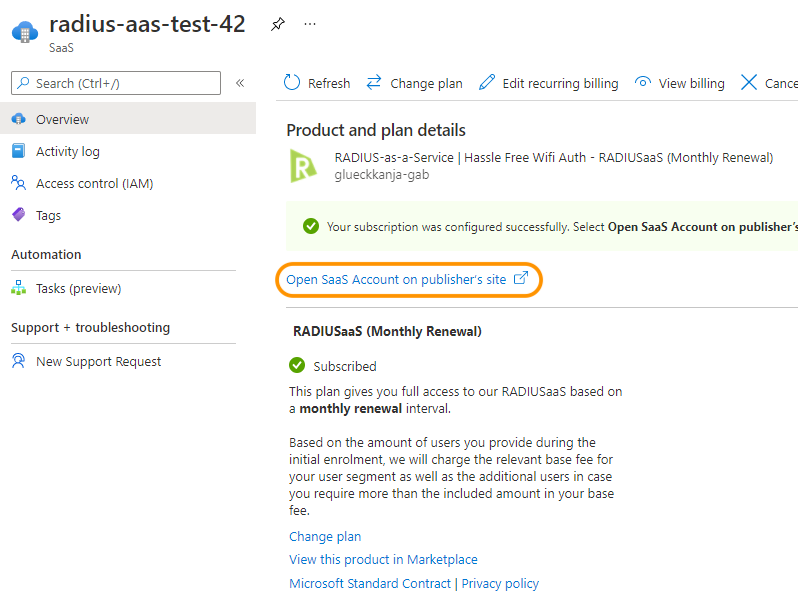 radius-aas-test-42
SaaS
Search (Ctrl+/)
Overview
Activity log
Access control (IAM)
Tags
Automation
Tasks (preview)
Support + troubleshooting
New Support Request
Refresh
Change plan
Edit recurring billing
View billing
Cance
Product and plan details
R
RADIUS-as-a-Service | Hassle Free Wifi Auth - RADIUSaaS (Monthly Renewal)
glueckkanja-gab
Your subscription was configured successfully. Select Open SaaS Account on publisher's
Open SaaS Account on publisher's site
RADIUSaaS (Monthly Renewal)
Subscribed
This plan gives you full access to our RADIUSaaS based on
a monthly renewal interval.
Based on the amount of users you provide during the
initial enrolment, we will charge the relevant base fee for
your user segment as well as the additional users in case
you require more than the included amount in your base
fee.
Change plan
View this product in Marketplace
Microsoft Standard Contract | Privacy policy